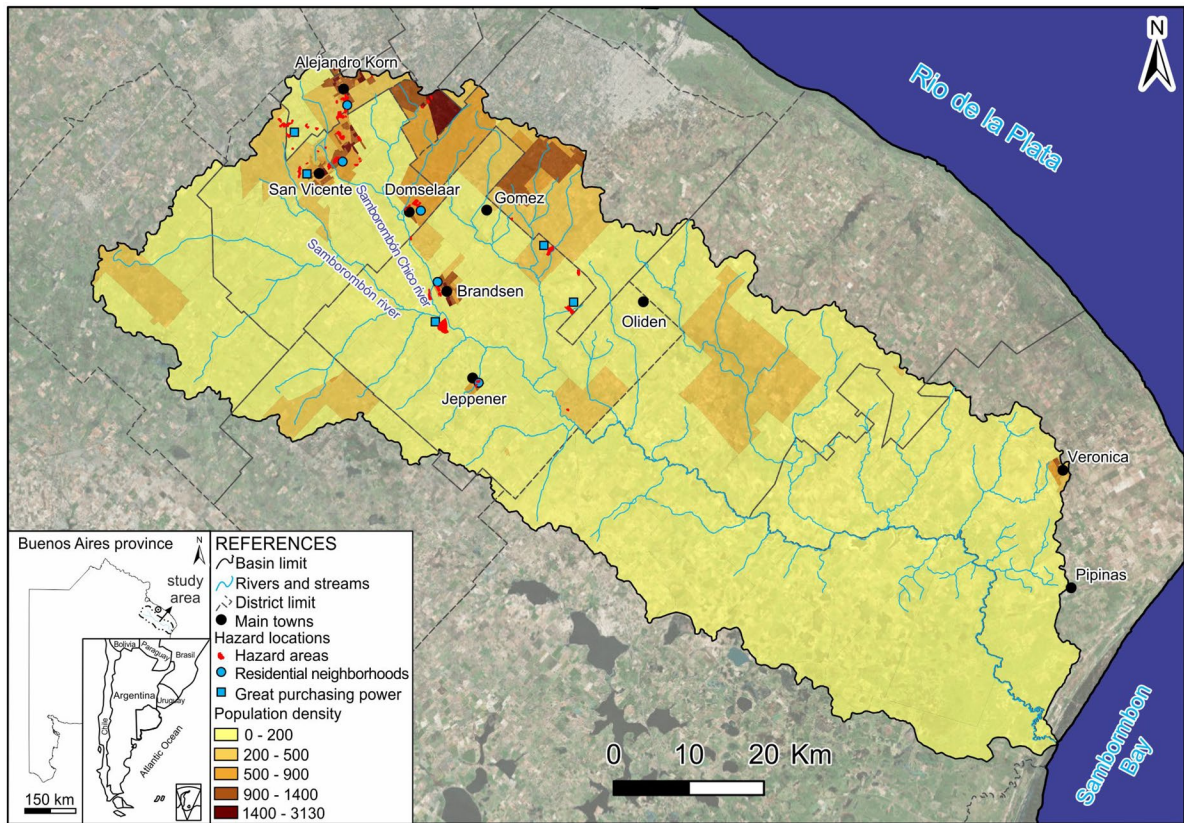 N
Rio de la Plata
Alejandro Korn
San Vicente
Domselaar
Gomez
Samborombón Chico river
Samborombón river
Brandsen
Oliden
Jeppener
Veronica
Pipinas
Sambormbon
Bay
0 10 20 Km
Buenos Aires province
N
study
area
150 km
Bolivia
Paraguay
Brasil
Argentina
Uruguay
Chile
Atlantic Ocean
REFERENCES
Basin limit
Rivers and streams
District limit
Main towns
Hazard locations
Hazard areas
Residential neighborhoods
Great purchasing power
Population density
0 - 200
200 - 500
500 - 900
900 - 1400
1400 - 3130